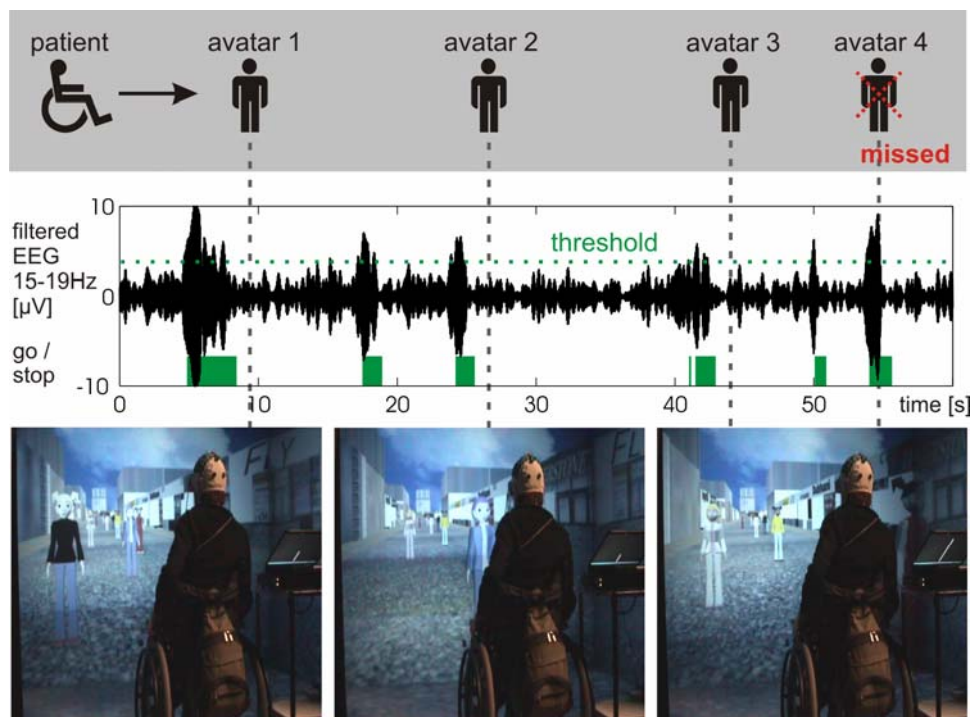 patient
avatar 1
avatar 2
avatar 3
avatar 4
missed
10
filtered
EEG
15-19Hz
[µV]
threshold
0
go /
stop
-10
0
10
20
30
40
50
time [s]
FLY